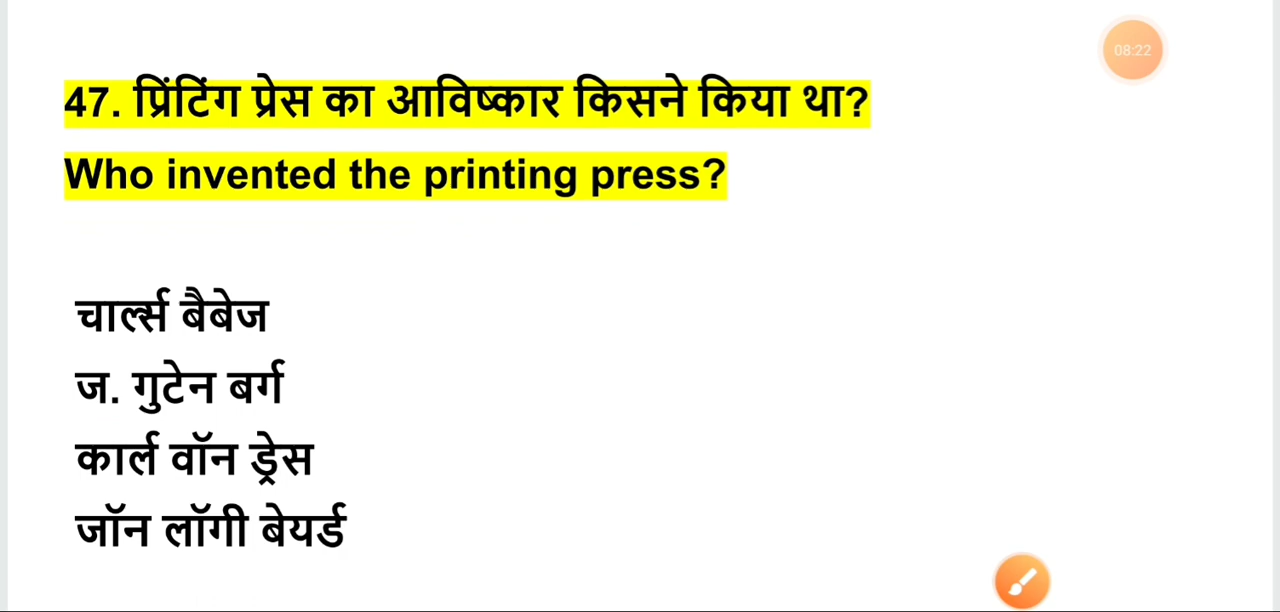 08:22
47. प्रिंटिंग प्रेस का आविष्कार किसने किया था?
Who invented the printing press?
चार्ल्स बैबेज
ज. गुटेन बर्ग
कार्ल वॉन ड्रेस
जॉन लॉगी बेयर्ड